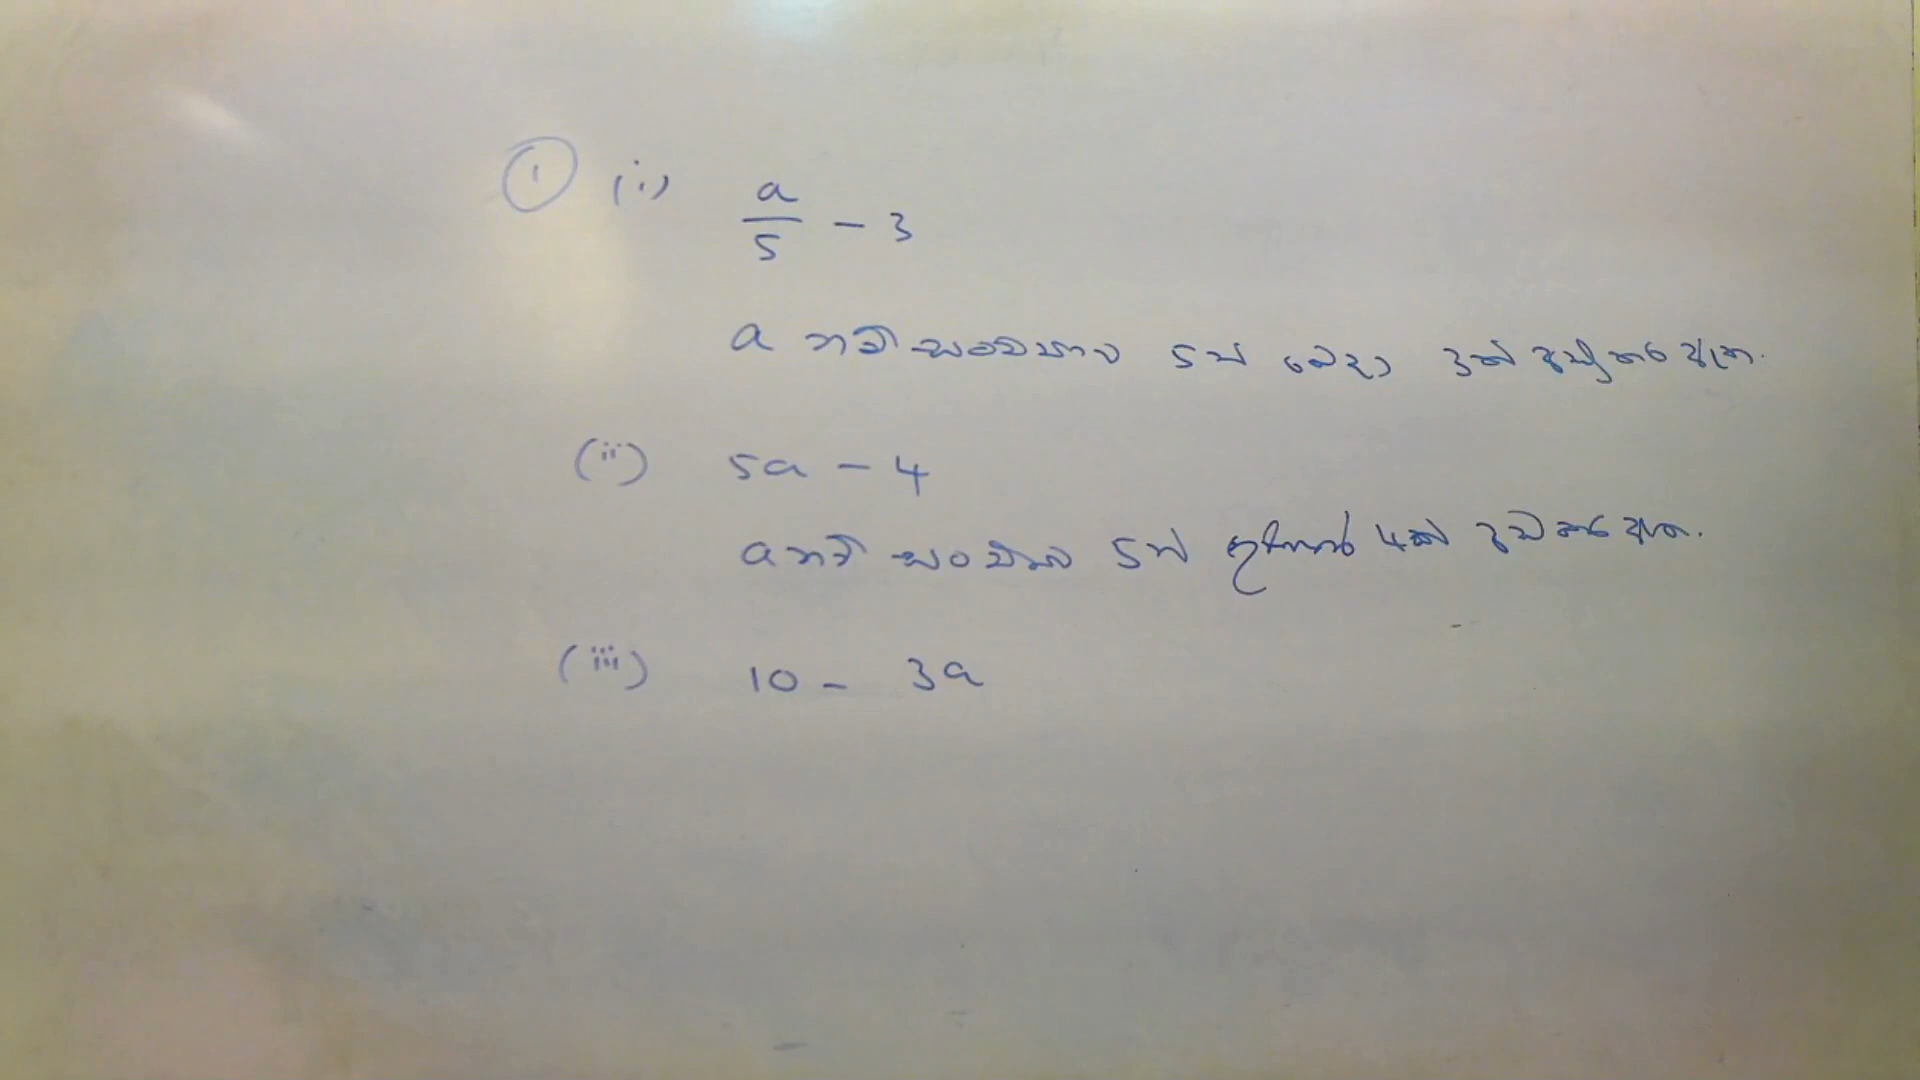 ① (i) a/5 - 3
a නම් සංඛ්‍යාව 5න් බෙදා 3ක් අඩුකර ඇත.
(ii) 5a - 4
a නම් සංඛ්‍යාව 5න් ගුණකර 4ක් අඩුකර ඇත.
(iii) 10 - 3a